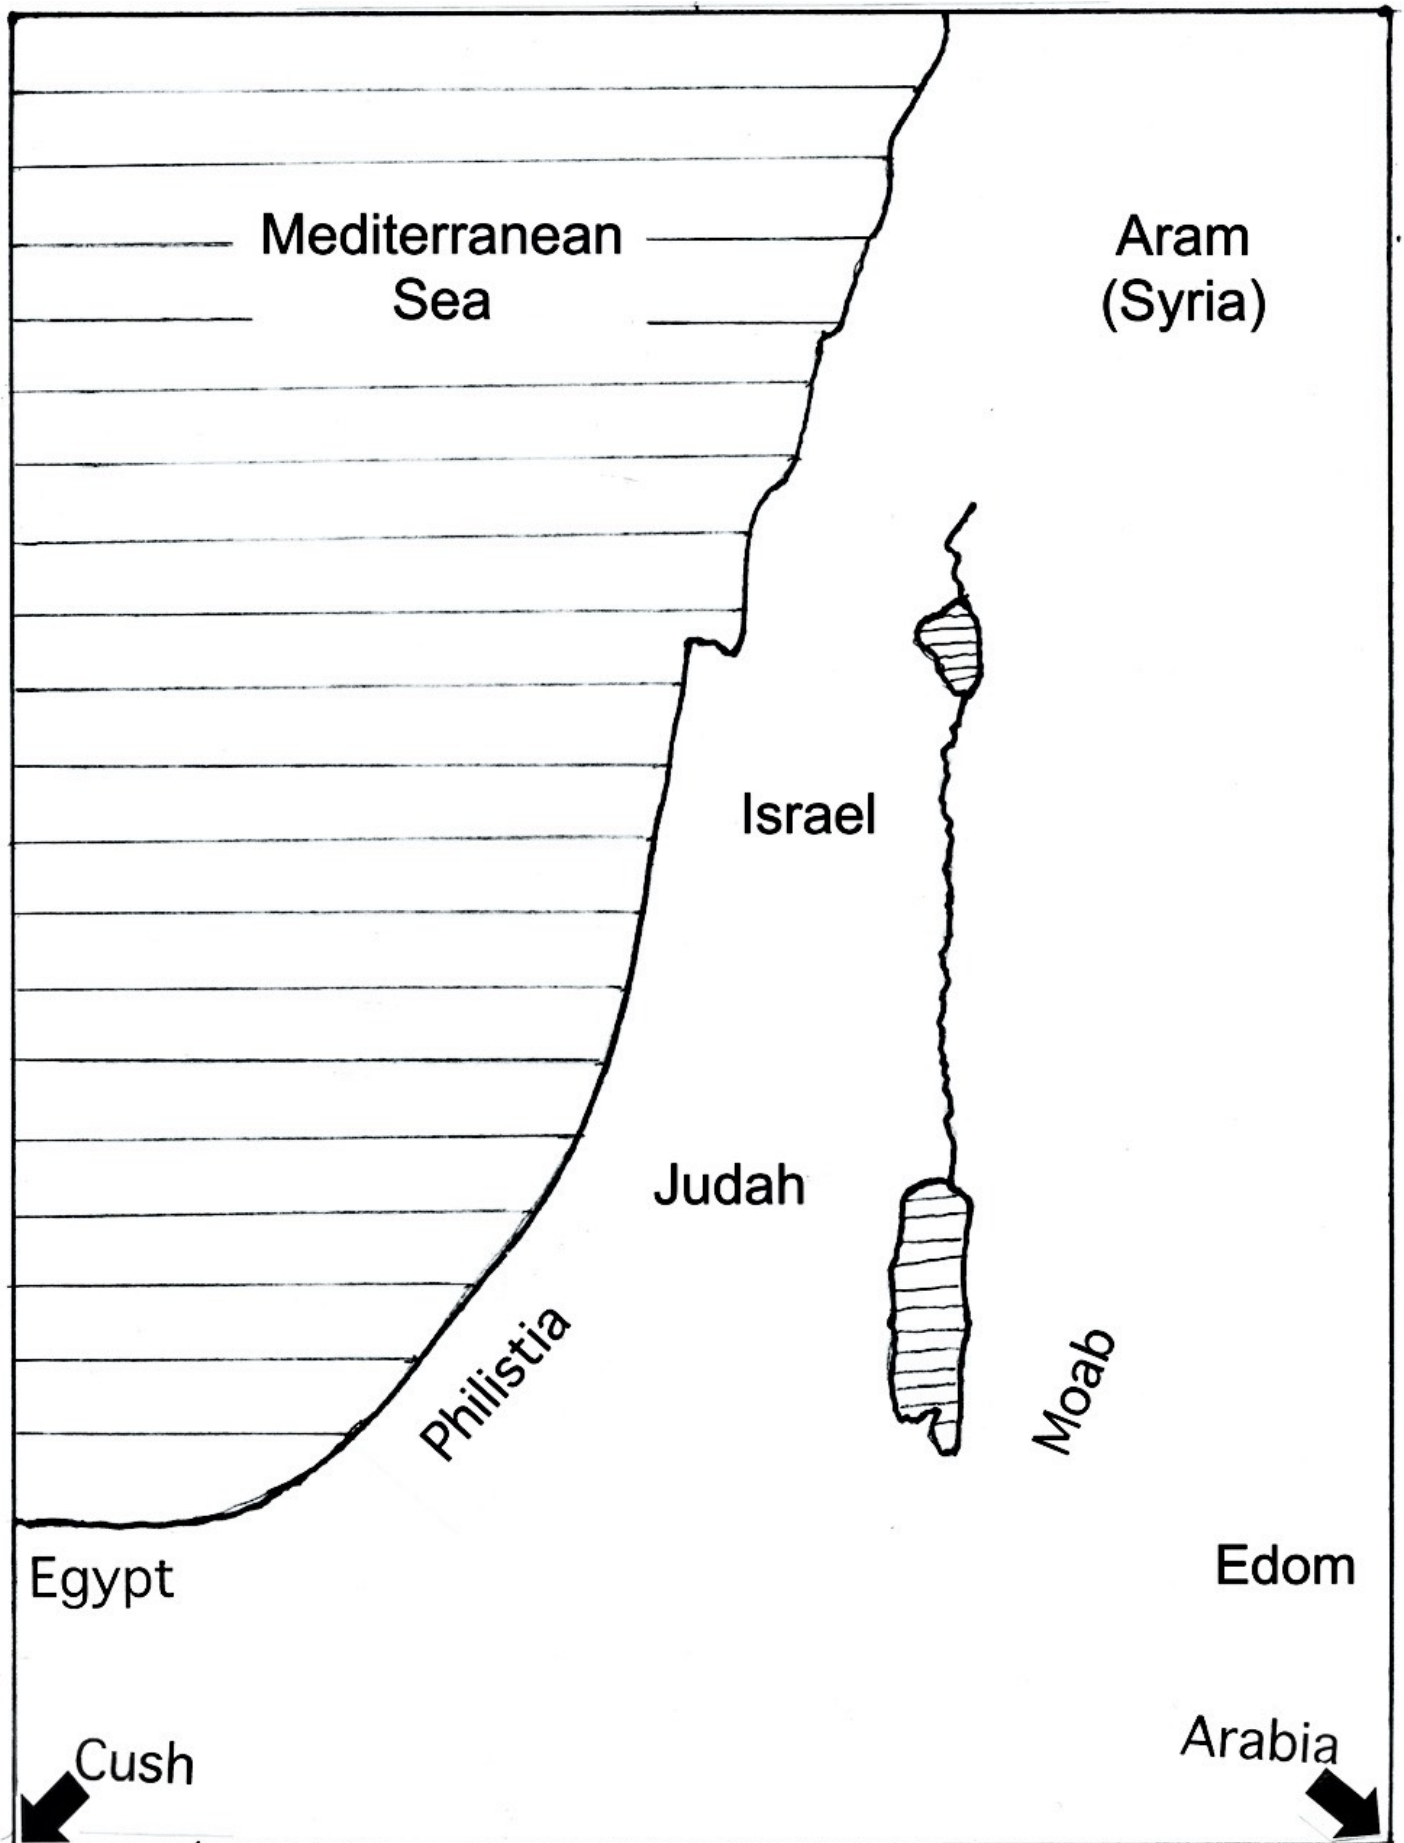 Mediterranean
Sea
Aram
(Syria)
Israel
Judah
Philistia
Moab
Egypt
Edom
Cush
Arabia